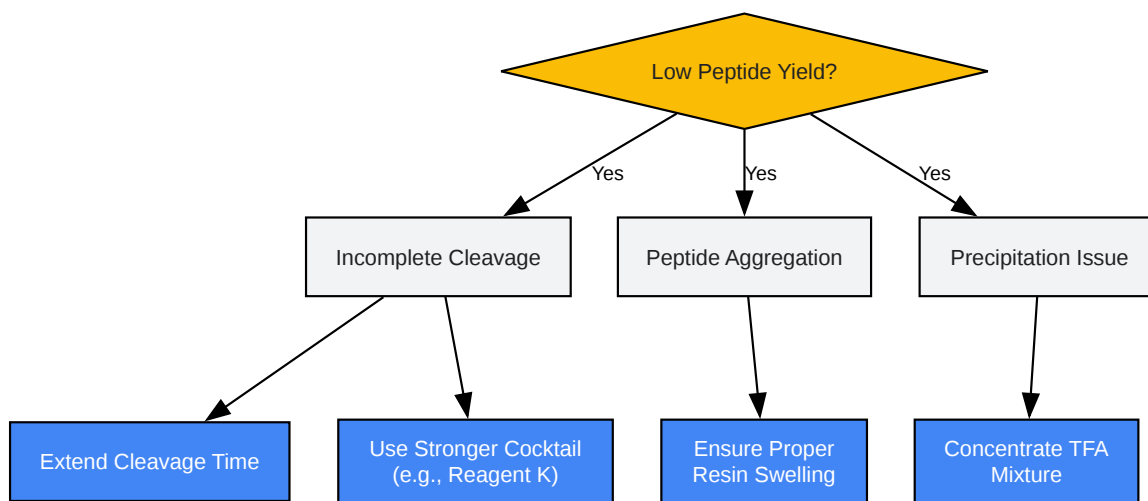 Low Peptide Yield?
Yes
Yes
Yes
Incomplete Cleavage
Peptide Aggregation
Precipitation Issue
Extend Cleavage Time
Use Stronger Cocktail
(e.g., Reagent K)
Ensure Proper
Resin Swelling
Concentrate TFA
Mixture